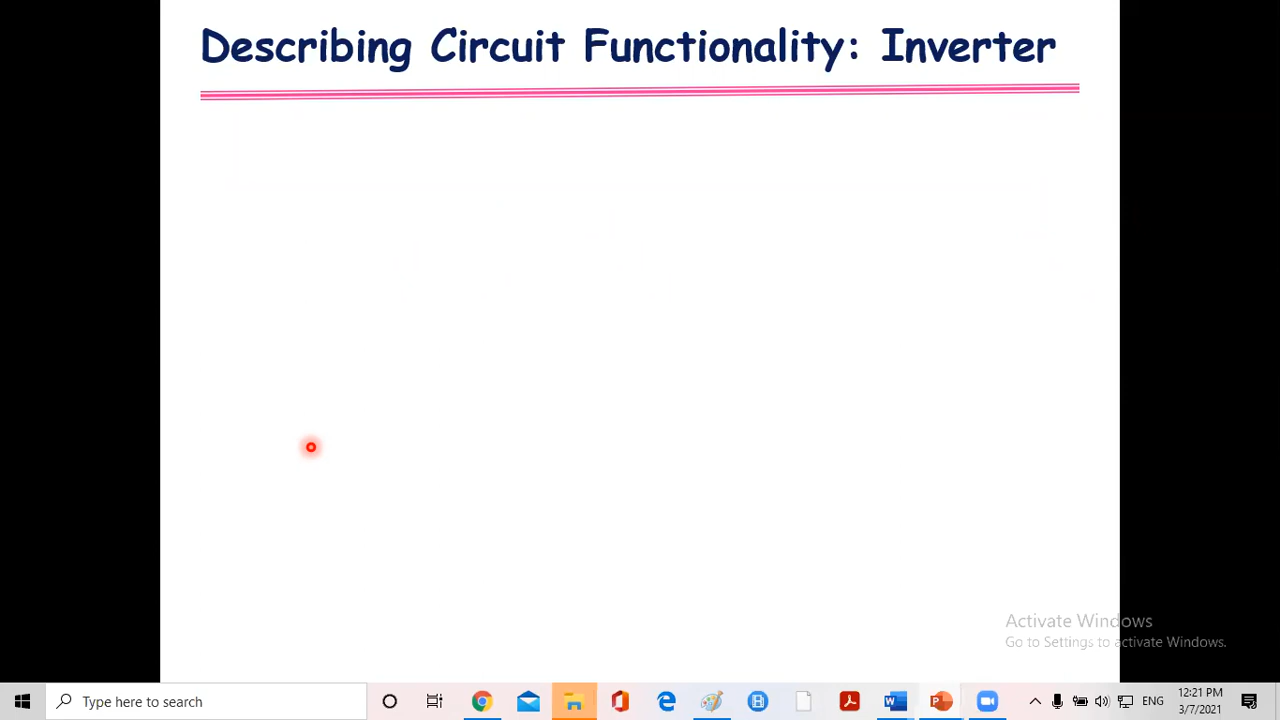 Describing Circuit Functionality: Inverter
Activate Windows
Go to Settings to activate Windows.
Type here to search
ENG
12:21 PM
3/7/2021